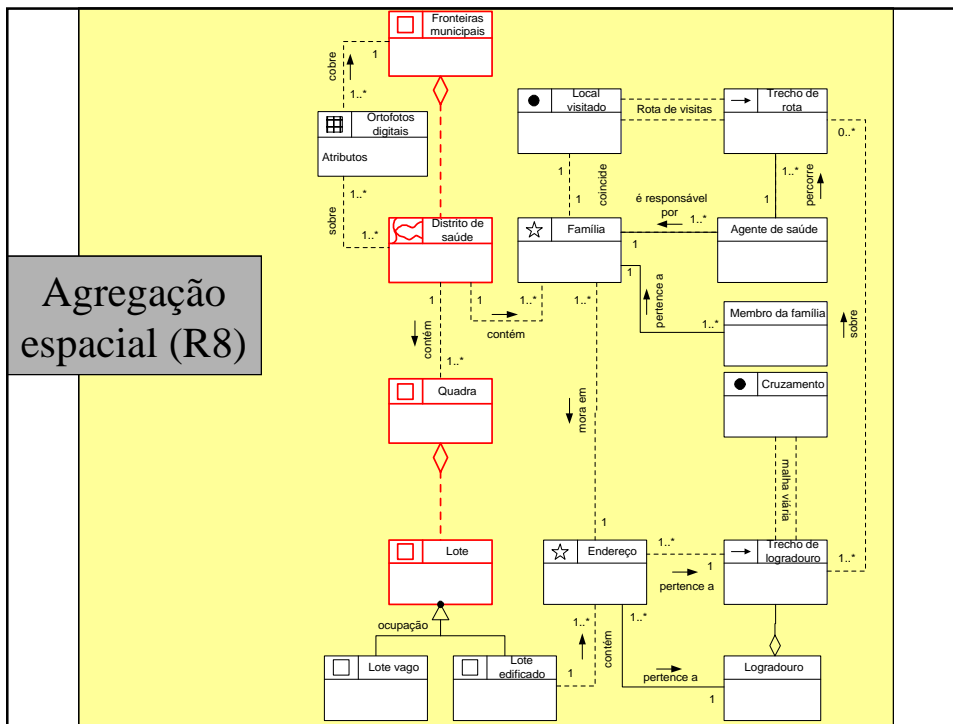 Fronteiras
municipais
1
cobre
1..*
Ortofotos
digitais
Atributos
1..*
sobre
1..*
Distrito de
saúde
1
contém
1..*
1
contém
1..*
Local
visitado
Rota de visitas
Trecho de
rota
0..*
1
coincide
1
1..*
percorre
1
é responsável
por
1..*
1
Família
Agente de saúde
1
pertence a
1..*
Membro da família
1..*
mora em
1
sobre
1..*
Agregação
espacial (R8)
Quadra
Cruzamento
malha viária
Lote
Endereço
1..*
pertence a
1
Trecho de
logradouro
ocupação
Lote vago
Lote
edificado
1
contém
1..*
1..*
pertence a
1
Logradouro